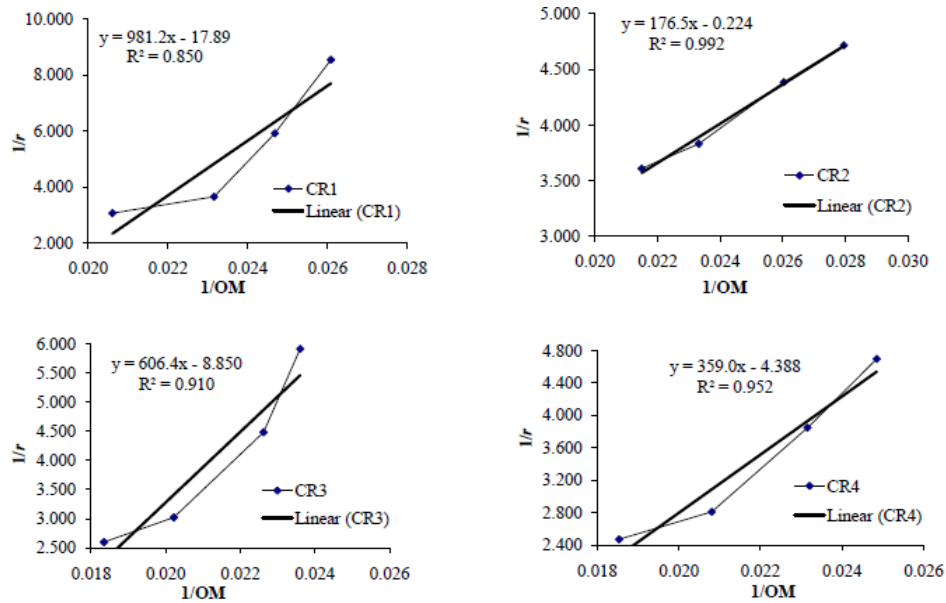 10.000
8.000
6.000
4.000
2.000
1/r
y = 981.2x - 17.89
R² = 0.850
CR1
Linear (CR1)
0.020 0.022 0.024 0.026 0.028
1/OM
5.000
4.500
4.000
3.500
3.000
1/r
y = 176.5x - 0.224
R² = 0.992
CR2
Linear (CR2)
0.020 0.022 0.024 0.026 0.028 0.030
1/OM
6.000
5.500
5.000
4.500
4.000
3.500
3.000
2.500
1/r
y = 606.4x - 8.850
R² = 0.910
CR3
Linear (CR3)
0.018 0.020 0.022 0.024 0.026
1/OM
4.800
4.400
4.000
3.600
3.200
2.800
2.400
1/r
y = 359.0x - 4.388
R² = 0.952
CR4
Linear (CR4)
0.018 0.020 0.022 0.024 0.026
1/OM